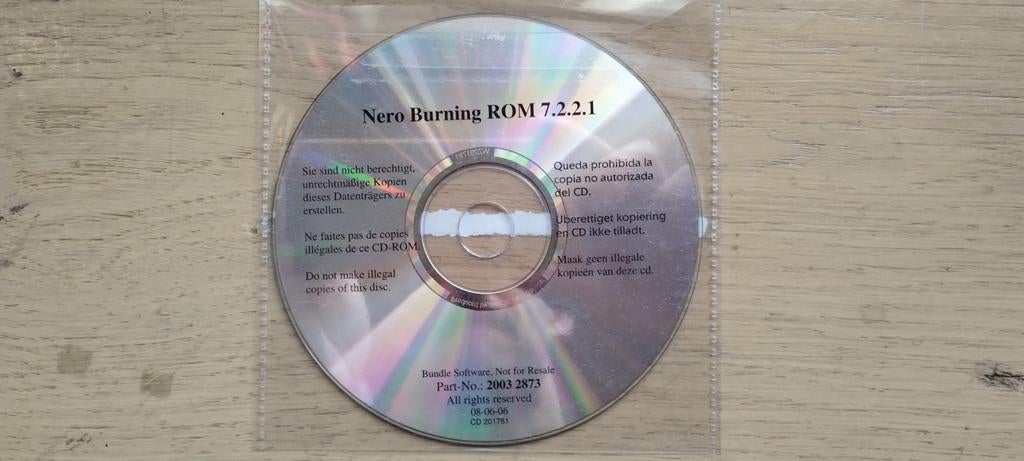 Nero Burning ROM 7.2.2.1
Sie sind nicht berechtigt,
unrechtmäßige Kopien
dieses Datenträgers zu
erstellen.
Ne faites pas de copies
illégales de ce CD-ROM
Do not make illegal
copies of this disc.
Queda prohibida la
copia no autorizada
del CD.
Uberettiget kopiering
en CD ikke tilladt.
Maak geen illegale
kopieën van deze cd.
Bundle Software, Not for Resale
Part-No.: 2003 2873
All rights reserved
08-06-06
CD 201761